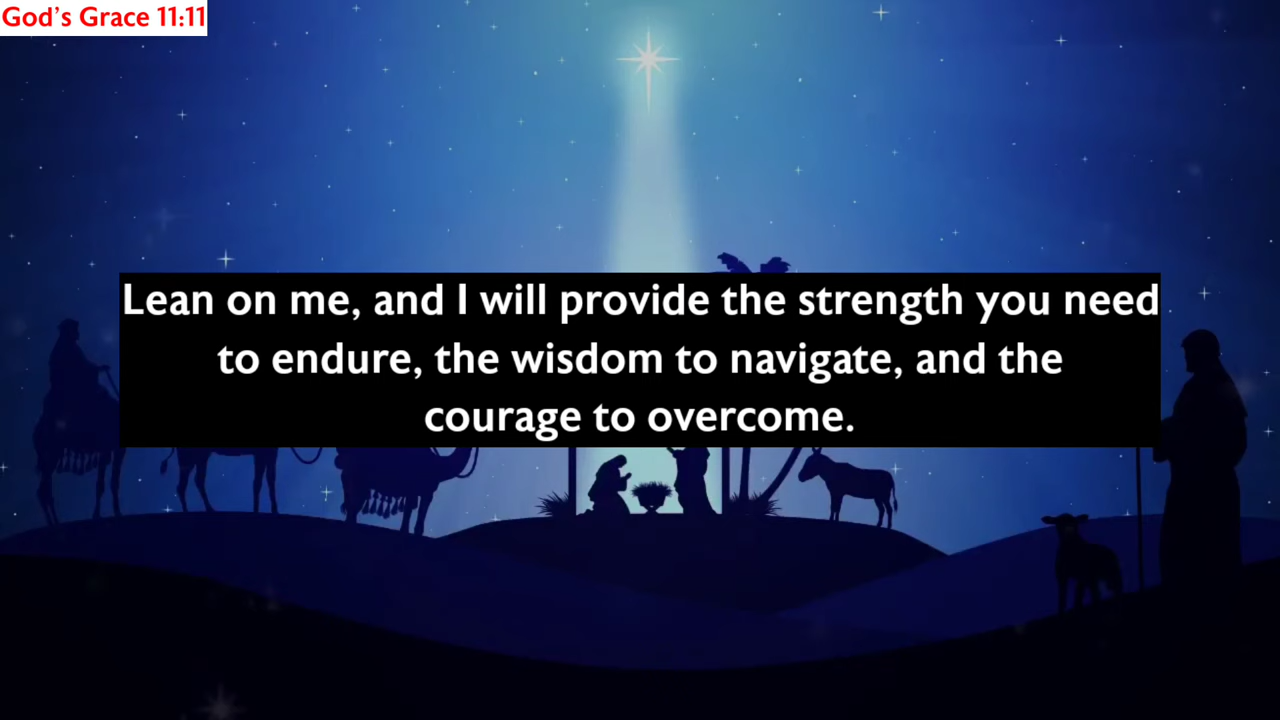 God's Grace 11:11
Lean on me, and I will provide the strength you need
to endure, the wisdom to navigate, and the
courage to overcome.